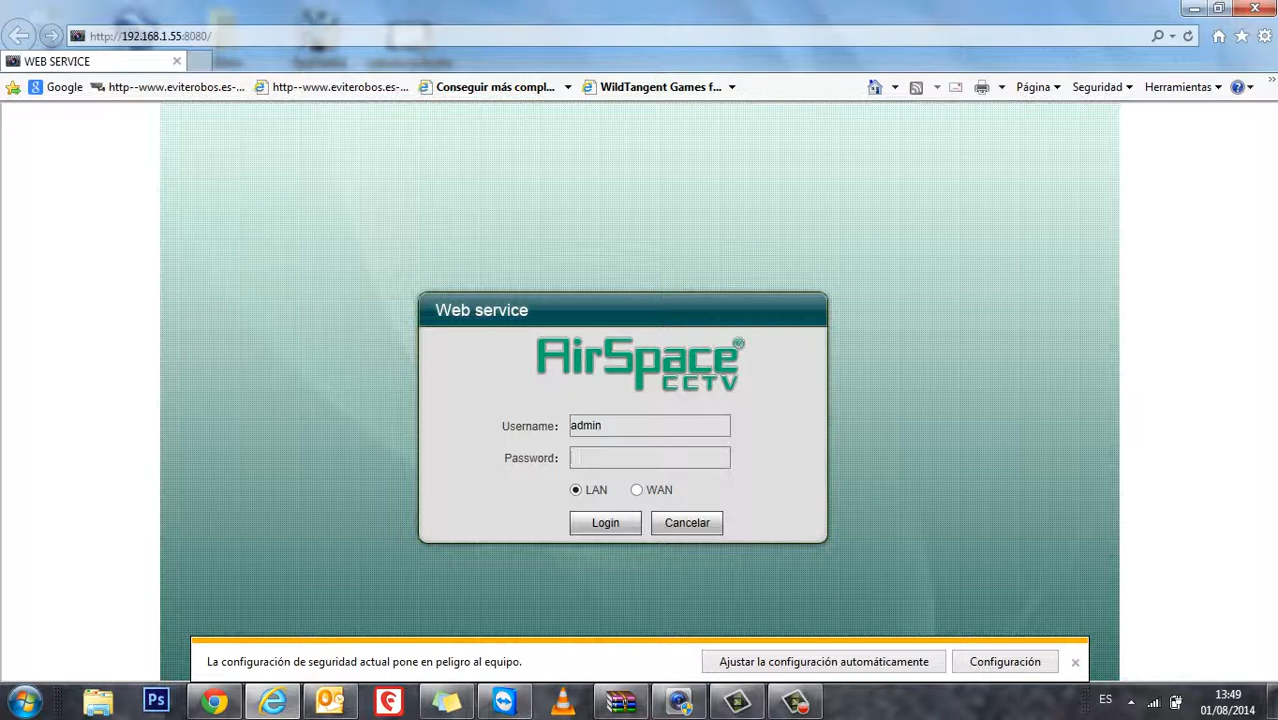 http://192.168.1.55:8080/
WEB SERVICE
Google http--www.eviterobos.es-... http--www.eviterobos.es-... Conseguir más compl... WildTangent Games f... Página Seguridad Herramientas
Web service
AirSpace
CCTV
Username: admin
Password:
LAN WAN
Login Cancelar
La configuración de seguridad actual pone en peligro al equipo. Ajustar la configuración automáticamente Configuración
Ps ES 13:49
01/08/2014